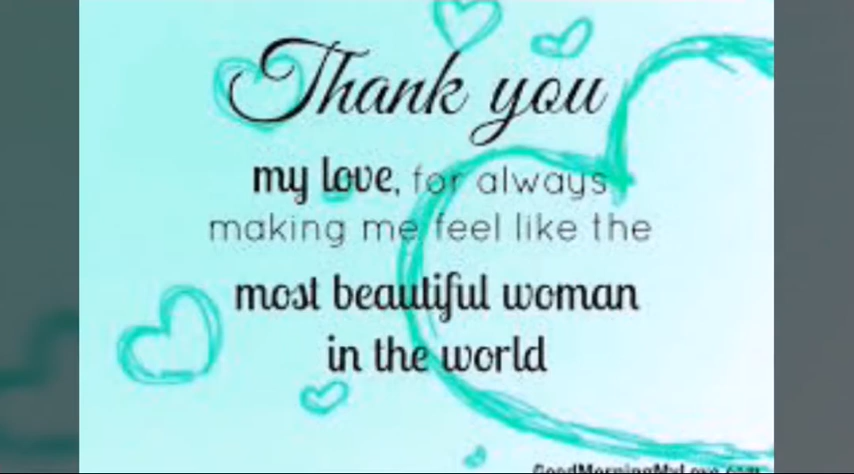 Thank you
my love, for always
making me feel like the
most beautiful woman
in the world
GoodMorningMyLove.com